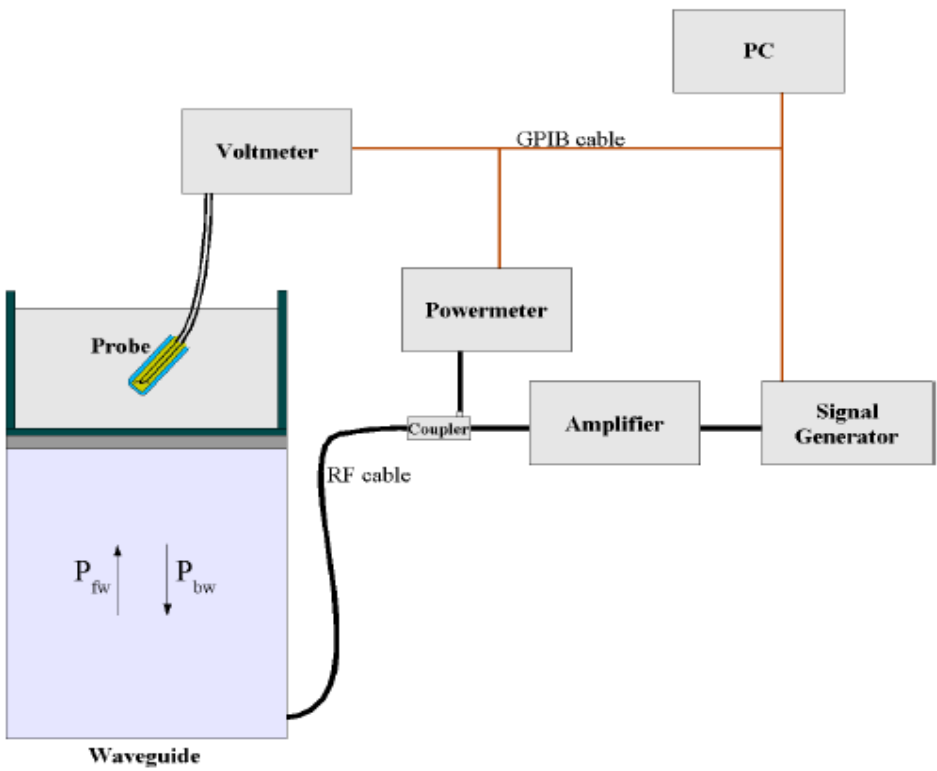 PC
Voltmeter
GPIB cable
Powermeter
Probe
Coupler
Amplifier
Signal
Generator
RF cable
P_fw
P_bw
Waveguide